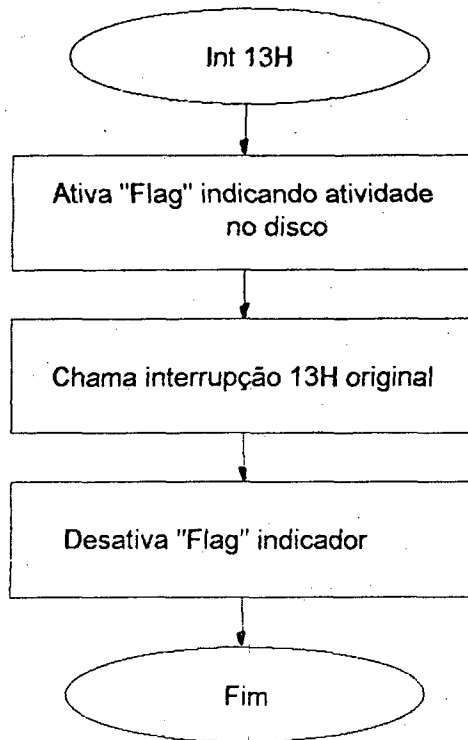 Int 13H
Ativa "Flag" indicando atividade
no disco
Chama interrupção 13H original
Desativa "Flag" indicador
Fim